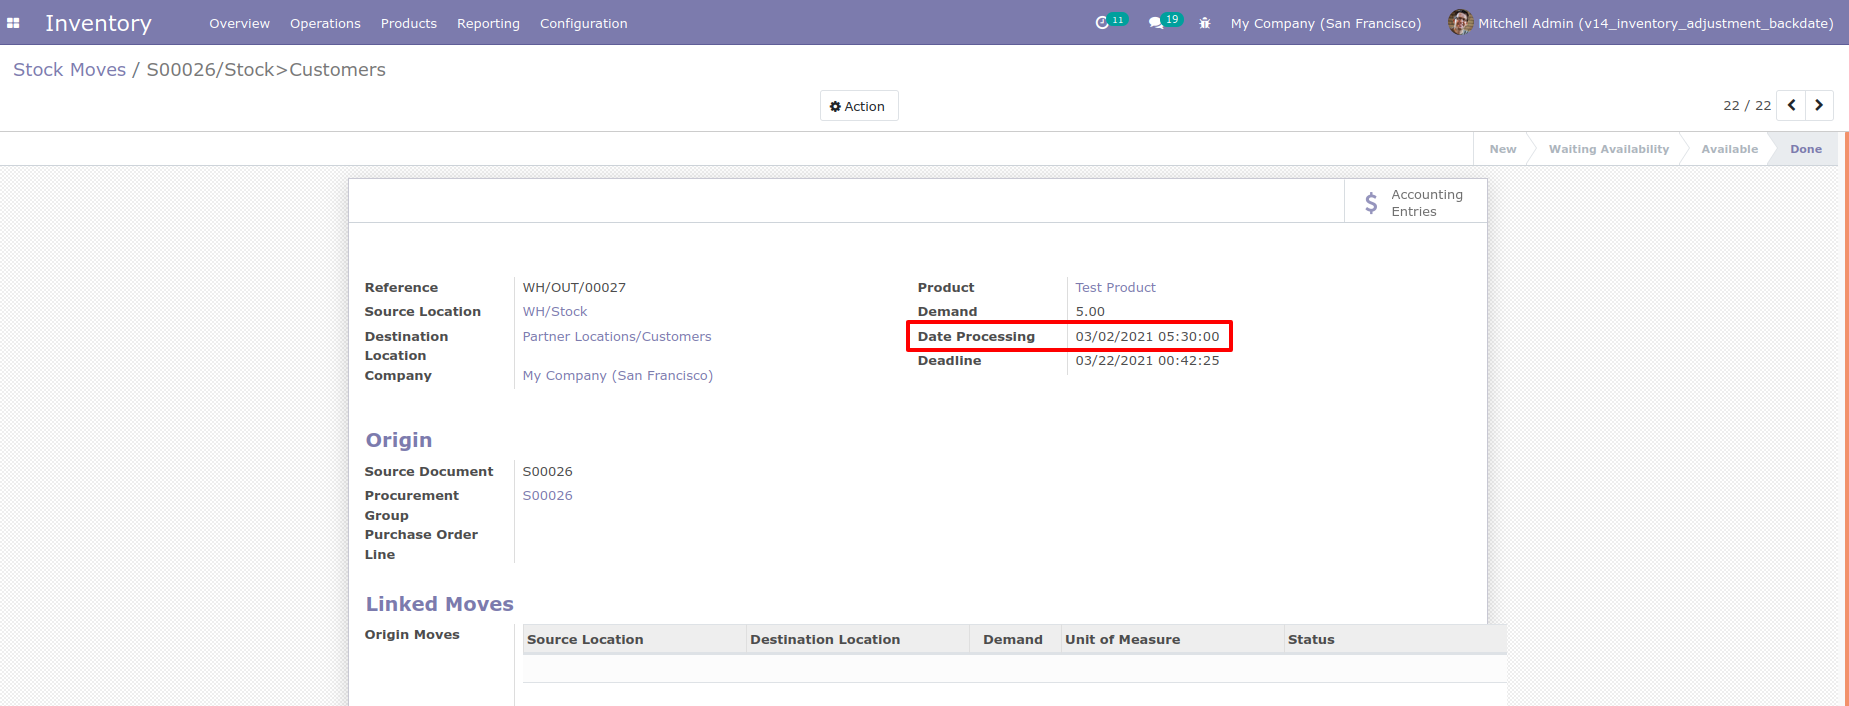 Inventory Overview Operations Products Reporting Configuration 11 19 My Company (San Francisco) Mitchell Admin (v14_inventory_adjustment_backdate)
Stock Moves / S00026/Stock>Customers
Action 22 / 22
New Waiting Availability Available Done
$ Accounting
Entries
Reference WH/OUT/00027
Source Location WH/Stock
Destination Partner Locations/Customers
Location
Company My Company (San Francisco)
Product Test Product
Demand 5.00
Date Processing 03/02/2021 05:30:00
Deadline 03/22/2021 00:42:25
Origin
Source Document S00026
Procurement S00026
Group
Purchase Order
Line
Linked Moves
Origin Moves Source Location Destination Location Demand Unit of Measure Status